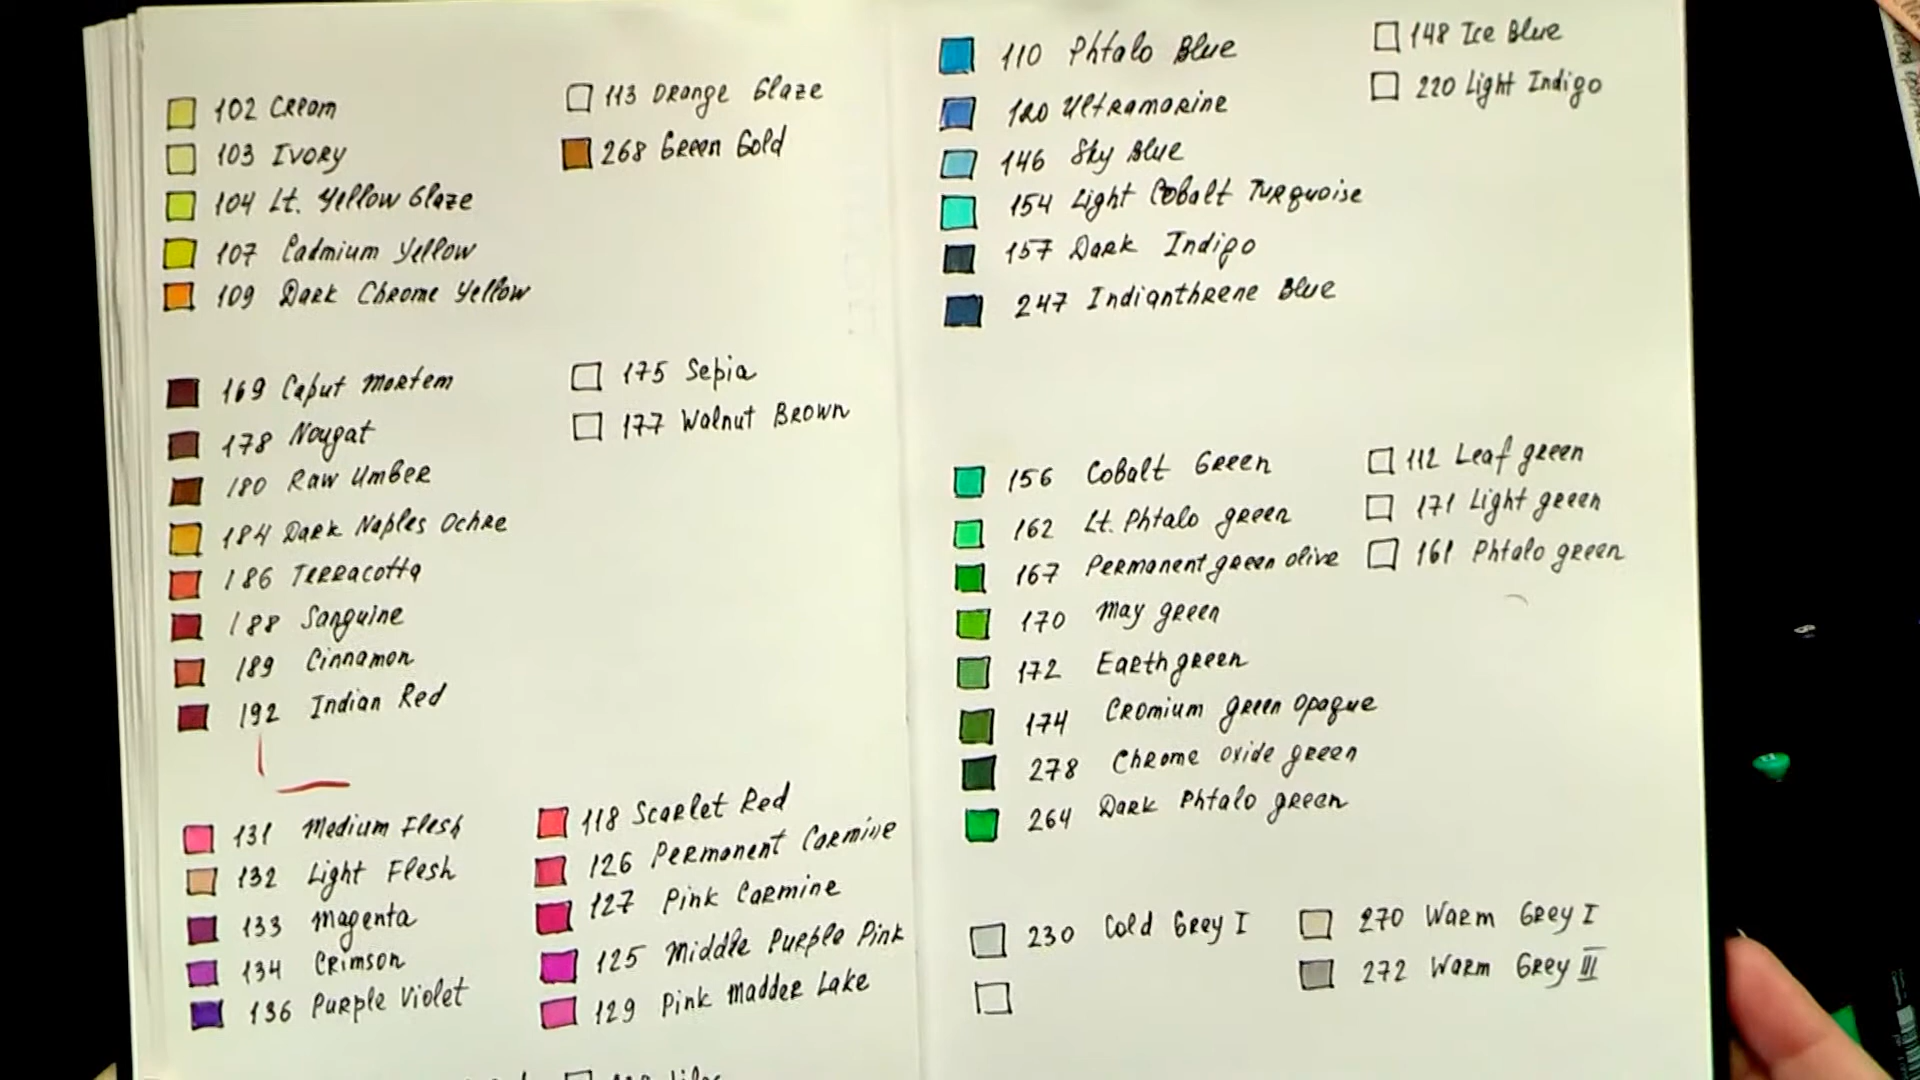 102 Cream
103 Ivory
104 Lt. Yellow Glaze
107 Cadmium Yellow
109 Dark Chrome Yellow
113 Orange Glaze
268 Green Gold
169 Caput Mortem
178 Nougat
180 Raw Umber
184 Dark Naples Ochre
186 Terracotta
188 Sanguine
189 Cinnamon
192 Indian Red
175 Sepia
177 Walnut Brown
131 Medium Flesh
132 Light Flesh
133 Magenta
134 Crimson
136 Purple Violet
118 Scarlet Red
126 Permanent Carmine
127 Pink Carmine
125 Middle Purple Pink
129 Pink Madder Lake
110 Phtalo Blue
120 Ultramarine
146 Sky Blue
154 Light Cobalt Turquoise
157 Dark Indigo
247 Indianthrene Blue
148 Ice Blue
220 Light Indigo
156 Cobalt Green
162 Lt. Phtalo green
167 Permanent green olive
170 May green
172 Earth green
174 Cromium green opaque
278 Chrome oxide green
264 Dark Phtalo green
112 Leaf green
171 Light green
161 Phtalo green
230 Cold Grey I
270 Warm Grey I
272 Warm Grey III